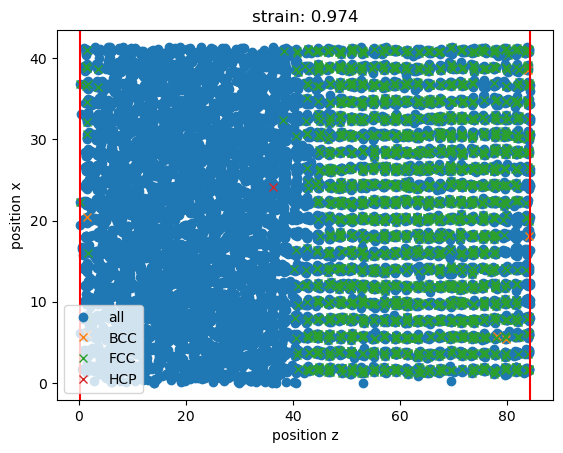 strain: 0.974
position x
40
30
20
10
0
all
BCC
FCC
HCP
0
20
40
60
80
position z